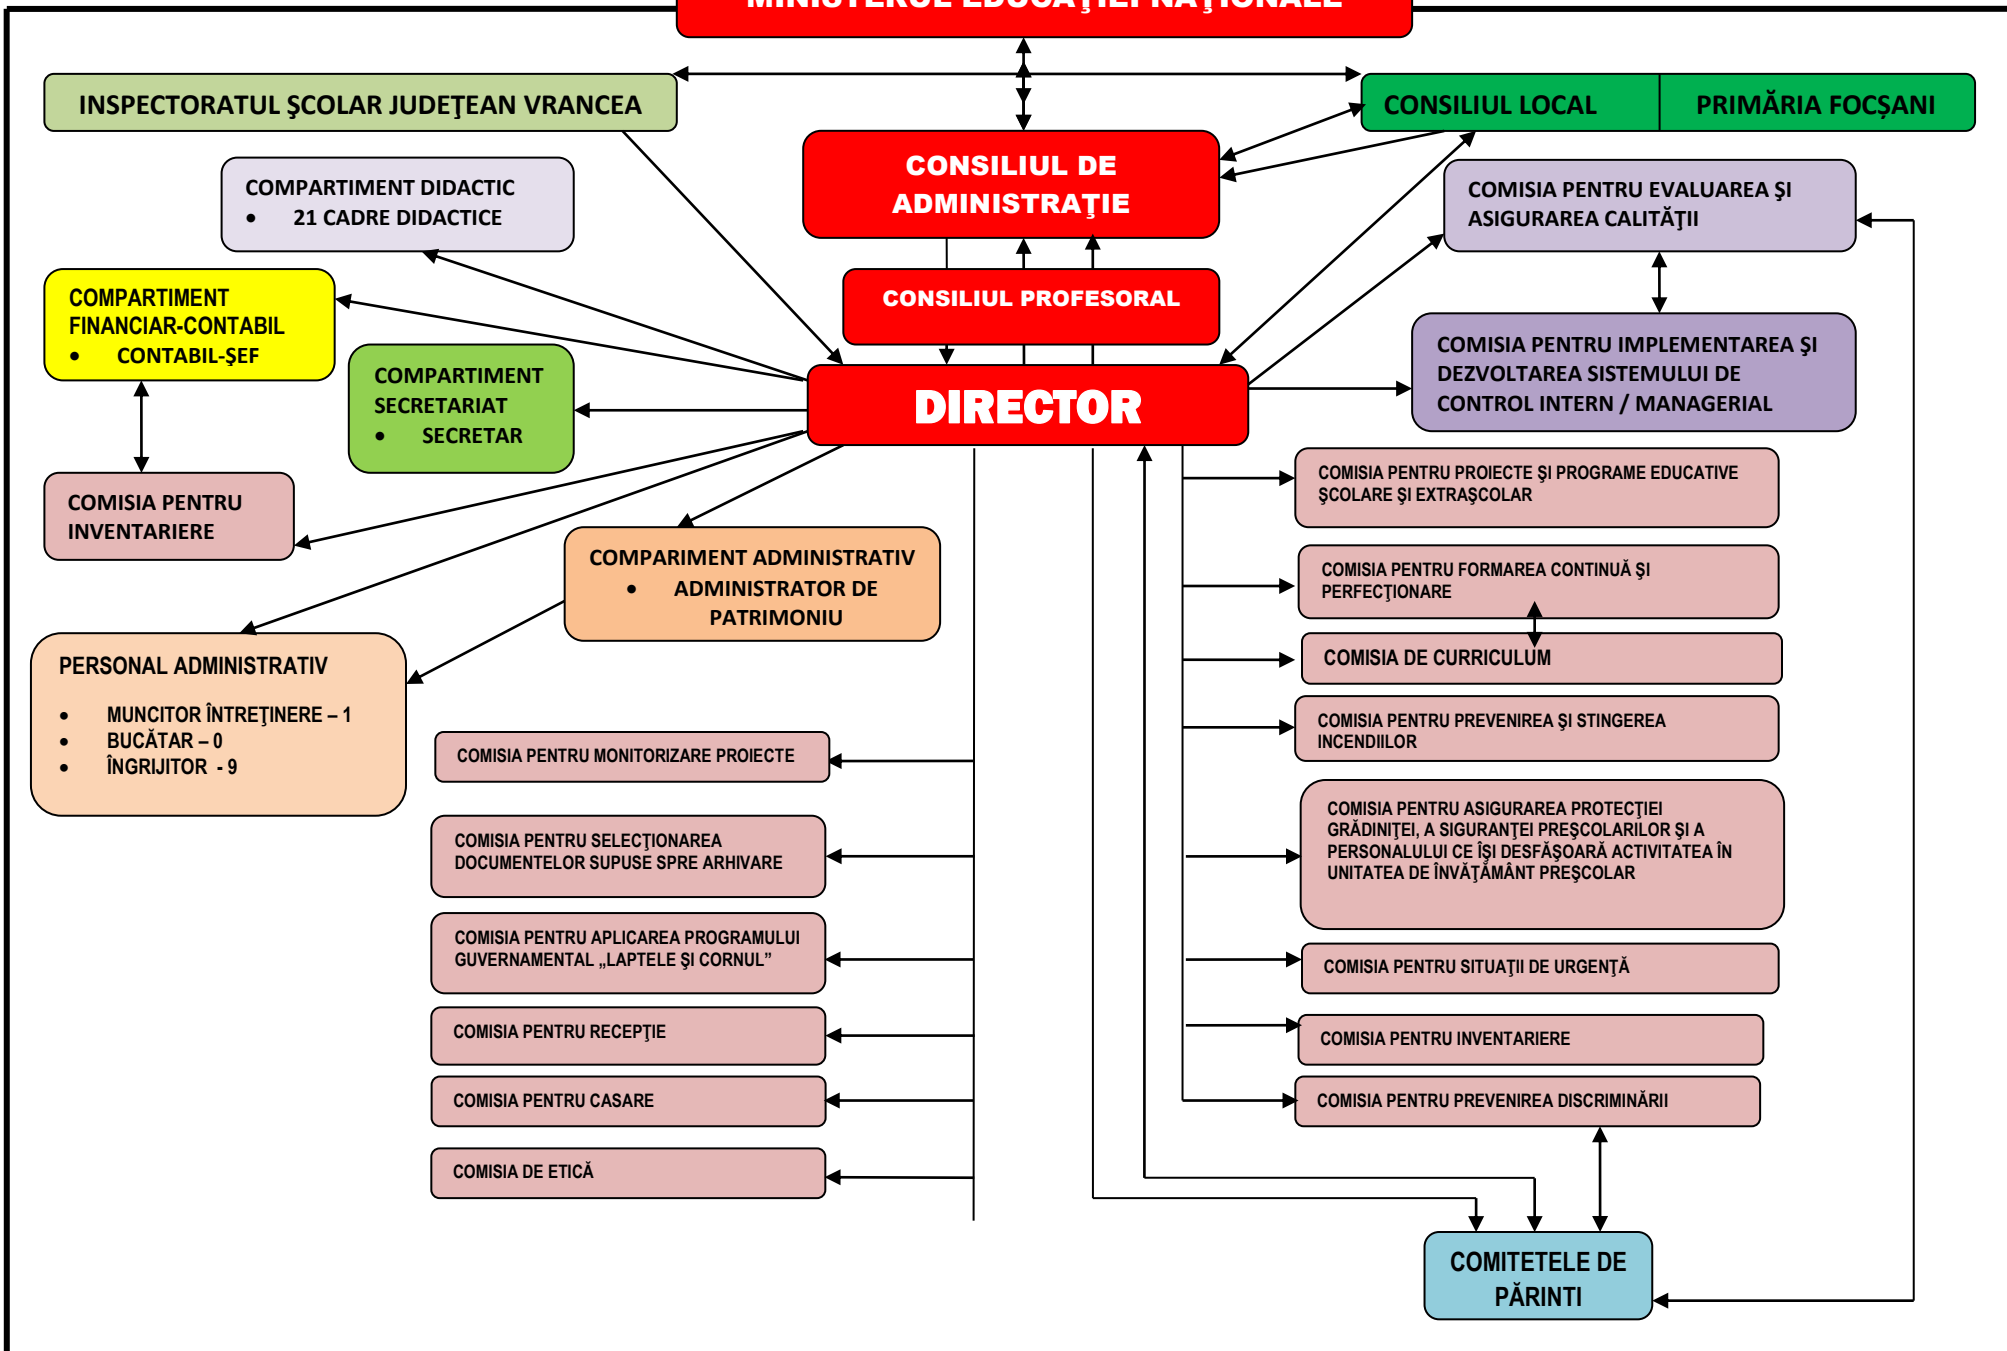 MINISTERUL EDUCAŢIEI NAŢIONALE
INSPECTORATUL ŞCOLAR JUDEŢEAN VRANCEA
CONSILIUL LOCAL
PRIMĂRIA FOCȘANI
CONSILIUL DE
ADMINISTRAŢIE
COMPARTIMENT DIDACTIC
• 21 CADRE DIDACTICE
COMISIA PENTRU EVALUAREA ŞI
ASIGURAREA CALITĂŢII
COMPARTIMENT
FINANCIAR-CONTABIL
• CONTABIL-ŞEF
CONSILIUL PROFESORAL
COMPARTIMENT
SECRETARIAT
• SECRETAR
DIRECTOR
COMISIA PENTRU IMPLEMENTAREA ŞI
DEZVOLTAREA SISTEMULUI DE
CONTROL INTERN / MANAGERIAL
COMISIA PENTRU
INVENTARIERE
COMPARIMENT ADMINISTRATIV
• ADMINISTRATOR DE
PATRIMONIU
PERSONAL ADMINISTRATIV
• MUNCITOR ÎNTREŢINERE – 1
• BUCĂTAR – 0
• ÎNGRIJITOR - 9
COMISIA PENTRU MONITORIZARE PROIECTE
COMISIA PENTRU SELECŢIONAREA
DOCUMENTELOR SUPUSE SPRE ARHIVARE
COMISIA PENTRU APLICAREA PROGRAMULUI
GUVERNAMENTAL „LAPTELE ŞI CORNUL”
COMISIA PENTRU RECEPŢIE
COMISIA PENTRU CASARE
COMISIA DE ETICĂ
COMISIA PENTRU PROIECTE ŞI PROGRAME EDUCATIVE
ŞCOLARE ŞI EXTRAŞCOLAR
COMISIA PENTRU FORMAREA CONTINUĂ ŞI
PERFECŢIONARE
COMISIA DE CURRICULUM
COMISIA PENTRU PREVENIREA ŞI STINGEREA
INCENDIILOR
COMISIA PENTRU ASIGURAREA PROTECŢIEI
GRĂDINIŢEI, A SIGURANŢEI PREŞCOLARILOR ŞI A
PERSONALULUI CE ÎŞI DESFĂŞOARĂ ACTIVITATEA ÎN
UNITATEA DE ÎNVĂŢĂMÂNT PREŞCOLAR
COMISIA PENTRU SITUAŢII DE URGENŢĂ
COMISIA PENTRU INVENTARIERE
COMISIA PENTRU PREVENIREA DISCRIMINĂRII
COMITETELE DE
PĂRINTI